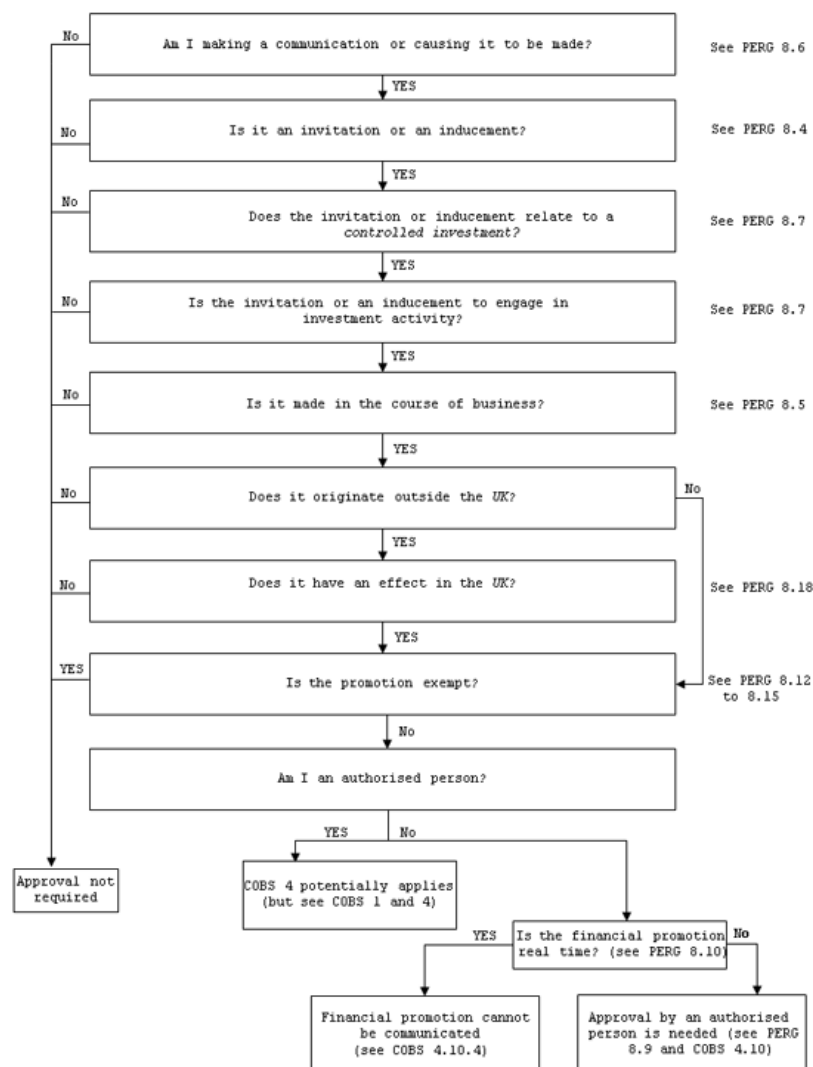 No
Am I making a communication or causing it to be made?
See PERG 8.6
YES
No
Is it an invitation or an inducement?
See PERG 8.4
YES
No
Does the invitation or inducement relate to a
controlled investment?
See PERG 8.7
YES
No
Is the invitation or an inducement to engage in
investment activity?
See PERG 8.7
YES
No
Is it made in the course of business?
See PERG 8.5
YES
No
Does it originate outside the UK?
No
YES
No
Does it have an effect in the UK?
See PERG 8.18
YES
YES
Is the promotion exempt?
See PERG 8.12
to 8.15
No
Am I an authorised person?
YES
No
Approval not
required
COBS 4 potentially applies
(but see COBS 1 and 4)
YES
Is the financial promotion
real time? (see PERG 8.10)
No
Financial promotion cannot
be communicated
(see COBS 4.10.4)
Approval by an authorised
person is needed (see PERG
8.9 and COBS 4.10)